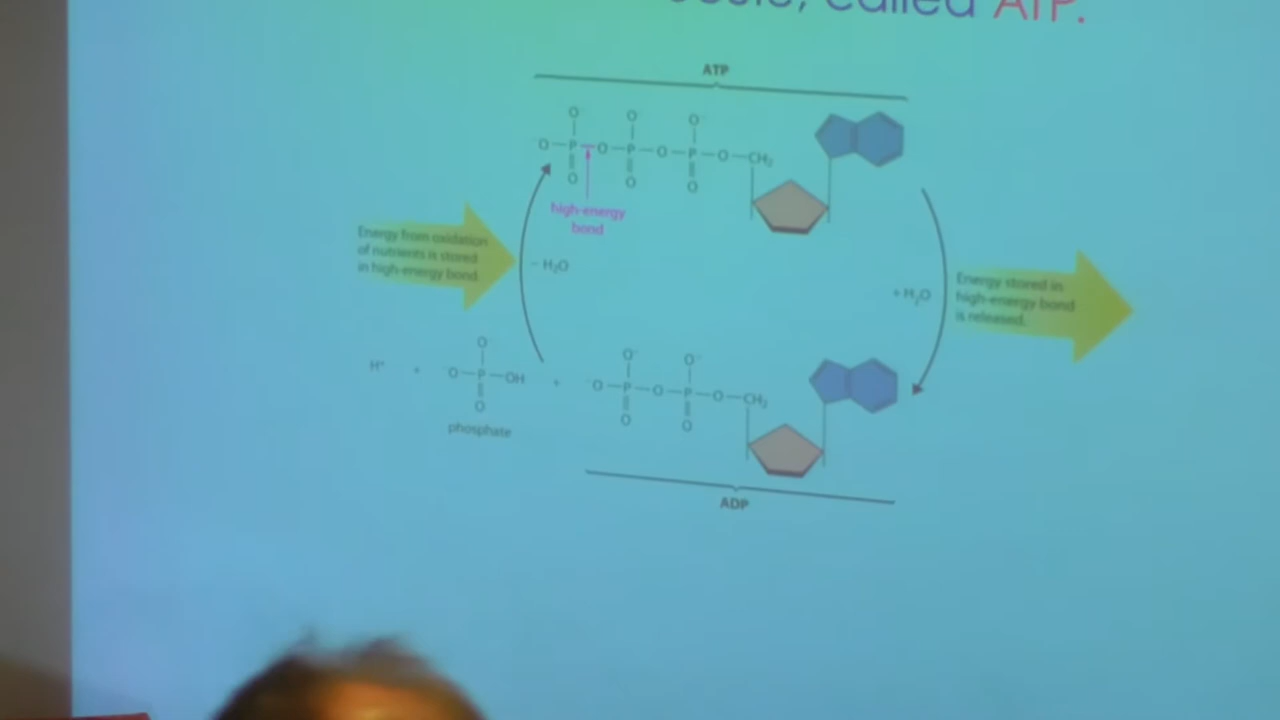 called ATP.
ATP
O⁻ O⁻ O⁻
⁻O—P—O—P—O—P—O—CH₂
O O O
high-energy
bond
Energy from oxidation
of nutrients is stored
in high-energy bond.
– H₂O
+ H₂O
Energy stored in
high-energy bond
is released.
O⁻ O⁻ O⁻
H⁺ + ⁻O—P—OH + ⁻O—P—O—P—O—CH₂
O O O
phosphate
ADP